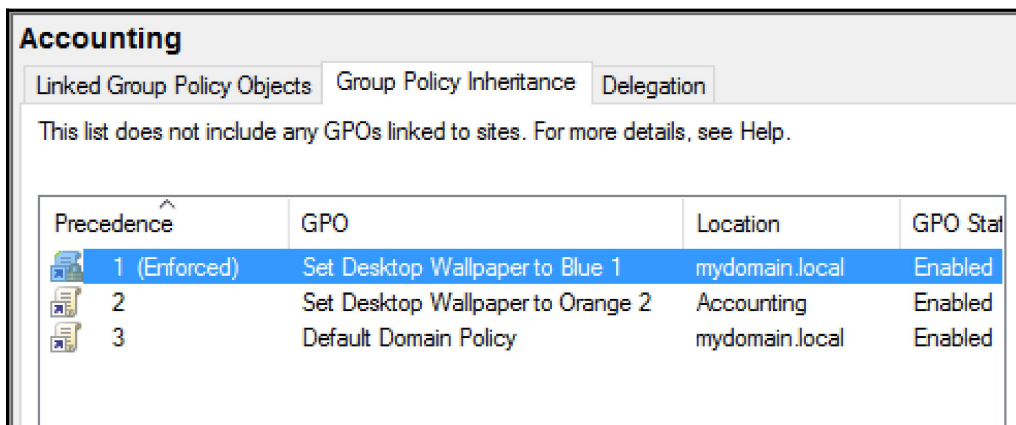 Accounting
Linked Group Policy Objects Group Policy Inheritance Delegation
This list does not include any GPOs linked to sites. For more details, see Help.
Precedence GPO Location GPO Stat
1 (Enforced) Set Desktop Wallpaper to Blue 1 mydomain.local Enabled
2 Set Desktop Wallpaper to Orange 2 Accounting Enabled
3 Default Domain Policy mydomain.local Enabled